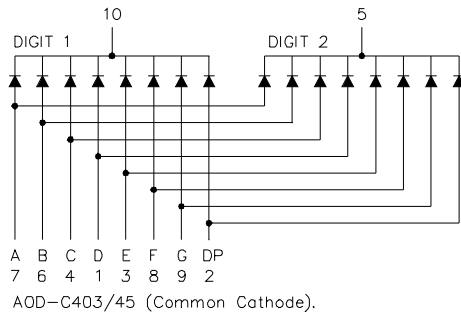 10 5
DIGIT 1 DIGIT 2
A B C D E F G DP
7 6 4 1 3 8 9 2
AOD-C403/45 (Common Cathode).